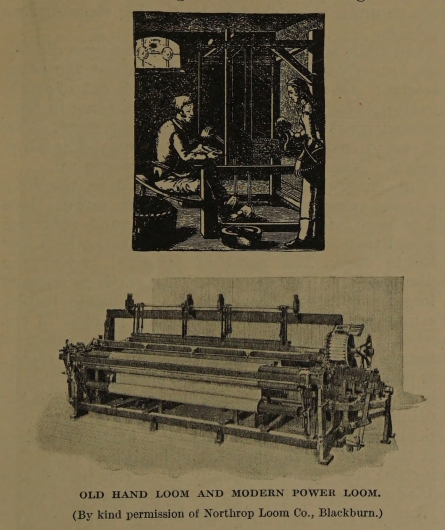 OLD HAND LOOM AND MODERN POWER LOOM.
(By kind permission of Northrop Loom Co., Blackburn.)